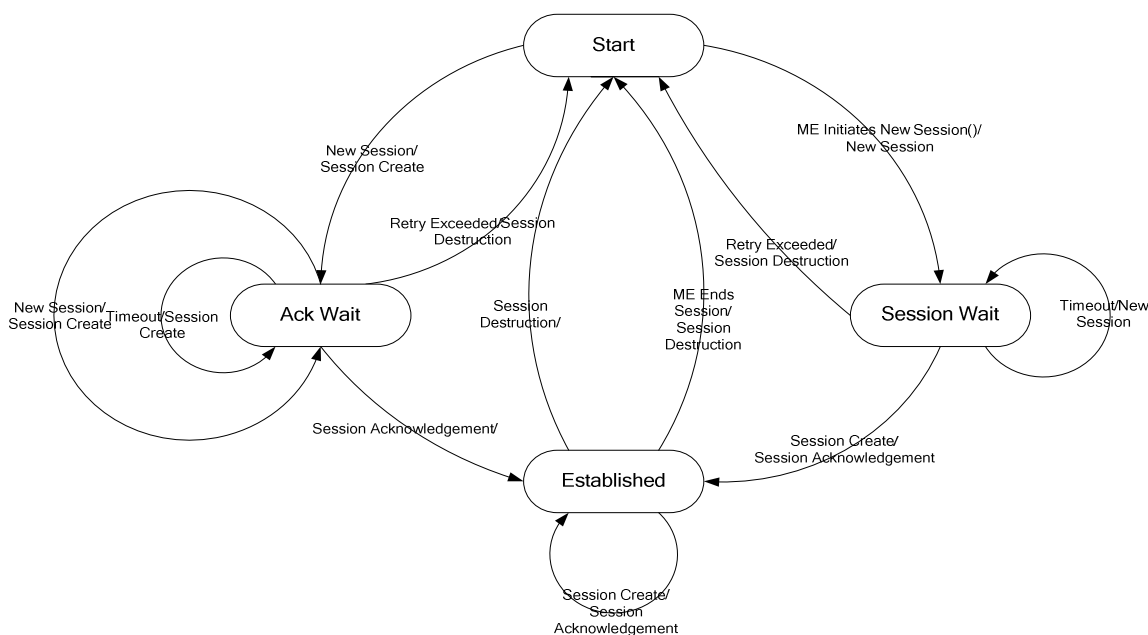 Start
ME Initiates New Session()/
New Session
New Session/
Session Create
Retry Exceeded/Session
Destruction
Retry Exceeded/
Session Destruction
New Session/
Session Create
Timeout/Session
Create
Ack Wait
Session
Destruction/
ME Ends
Session/
Session
Destruction
Session Wait
Timeout/New
Session
Session Acknowledgement/
Session Create/
Session Acknowledgement
Established
Session Create/
Session
Acknowledgement